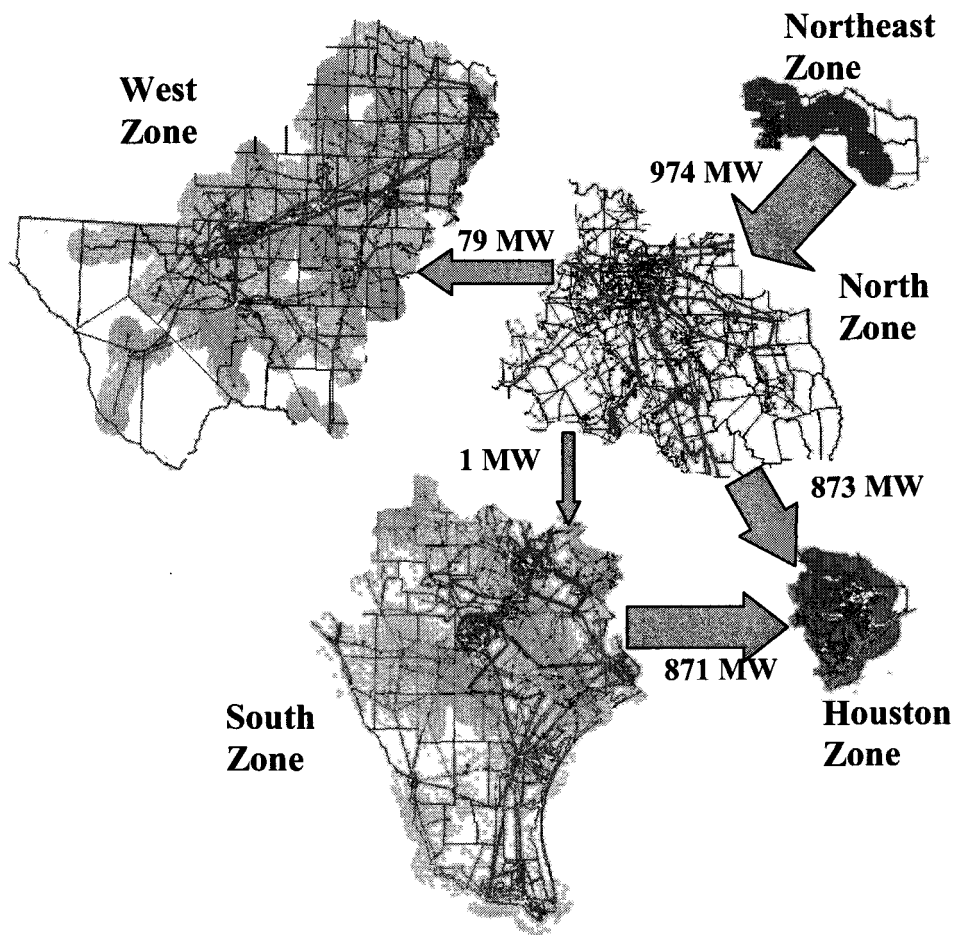 Northeast
Zone
West
Zone
974 MW
79 MW
North
Zone
1 MW
873 MW
871 MW
South
Zone
Houston
Zone